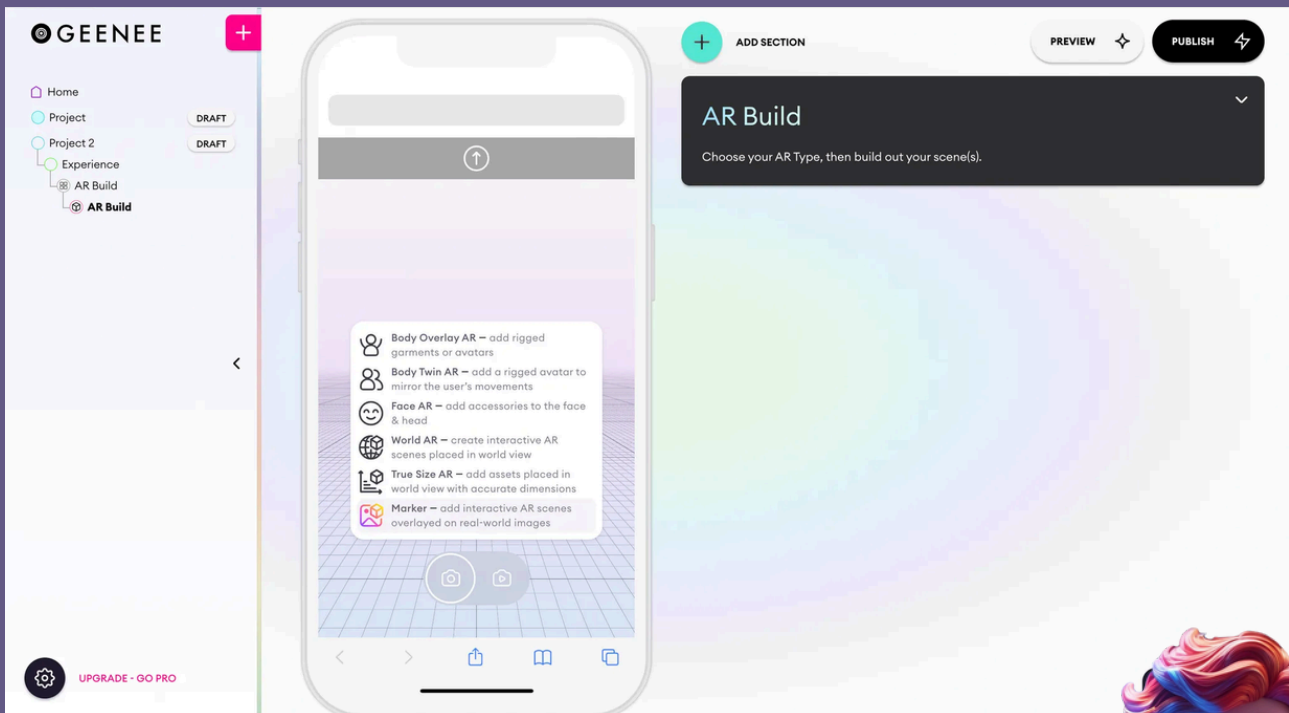 GEENEE
+
Home
Project
DRAFT
Project 2
DRAFT
Experience
AR Build
AR Build
UPGRADE - GO PRO
Body Overlay AR – add rigged
garments or avatars
Body Twin AR – add a rigged avatar to
mirror the user's movements
Face AR – add accessories to the face
& head
World AR – create interactive AR
scenes placed in world view
True Size AR – add assets placed in
world view with accurate dimensions
Marker – add interactive AR scenes
overlayed on real-world images
+ ADD SECTION
PREVIEW
PUBLISH
AR Build
Choose your AR Type, then build out your scene(s).